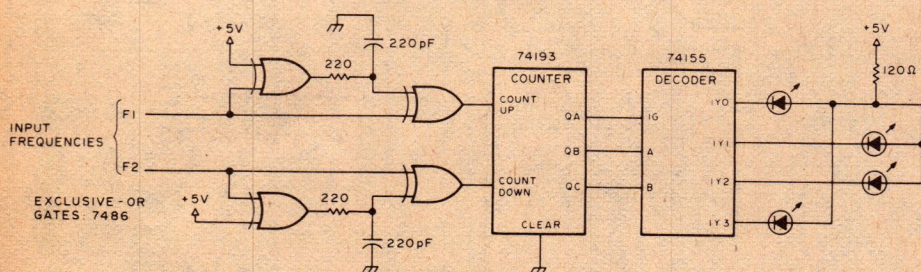 +5V
220pF
220
74193
COUNTER
COUNT
UP
QA
QB
QC
COUNT
DOWN
CLEAR
74155
DECODER
1G
A
B
1Y0
1Y1
1Y2
1Y3
+5V
120Ω
INPUT
FREQUENCIES
F1
F2
EXCLUSIVE-OR
GATES: 7486
+5V
220
220pF